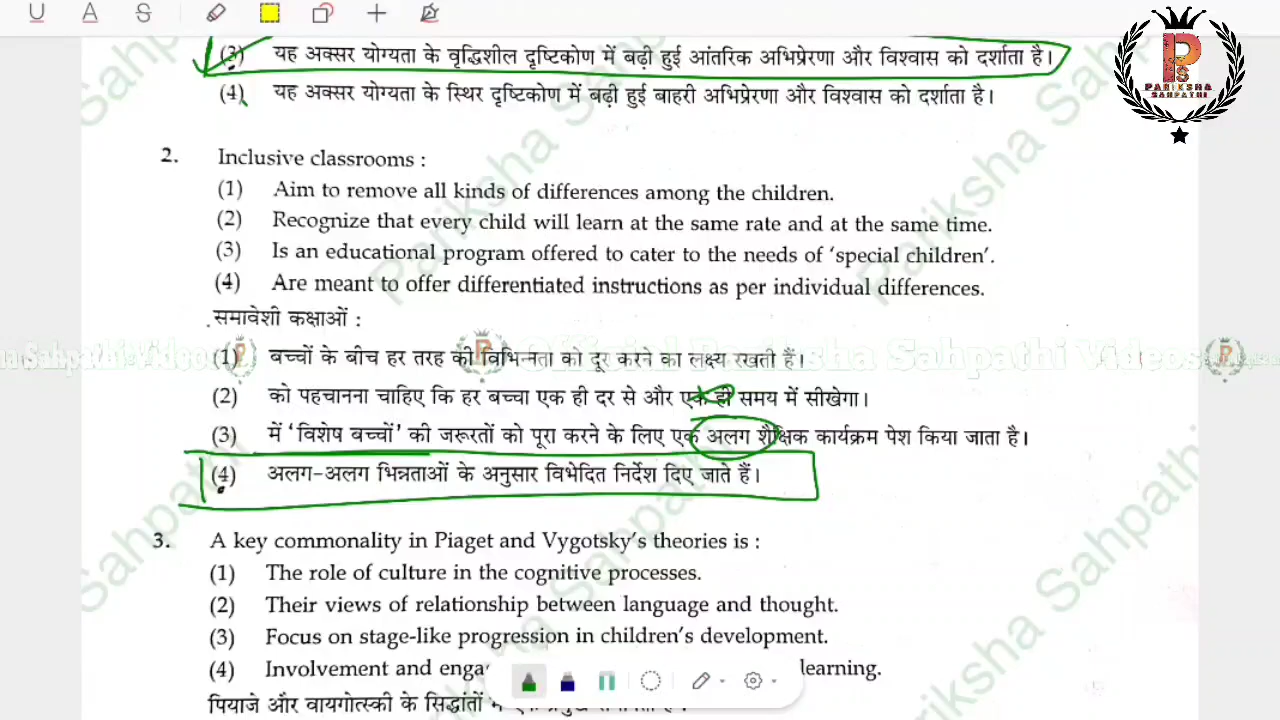 (3) यह अक्सर योग्यता के वृद्धिशील दृष्टिकोण में बढ़ी हुई आंतरिक अभिप्रेरणा और विश्वास को दर्शाता है।
(4) यह अक्सर योग्यता के स्थिर दृष्टिकोण में बढ़ी हुई बाहरी अभिप्रेरणा और विश्वास को दर्शाता है।
PARIKSHA
SAHPATHI
2. Inclusive classrooms :
(1) Aim to remove all kinds of differences among the children.
(2) Recognize that every child will learn at the same rate and at the same time.
(3) Is an educational program offered to cater to the needs of ‘special children’.
(4) Are meant to offer differentiated instructions as per individual differences.
समावेशी कक्षाओं :
(1) बच्चों के बीच हर तरह की विभिन्नता को दूर करने का लक्ष्य रखती हैं।
Official Pariksha Sahpathi Videos
(2) को पहचानना चाहिए कि हर बच्चा एक ही दर से और एक ही समय में सीखेगा।
(3) में ‘विशेष बच्चों’ की जरूरतों को पूरा करने के लिए एक अलग शैक्षिक कार्यक्रम पेश किया जाता है।
(4) अलग-अलग भिन्नताओं के अनुसार विभेदित निर्देश दिए जाते हैं।
3. A key commonality in Piaget and Vygotsky’s theories is :
(1) The role of culture in the cognitive processes.
(2) Their views of relationship between language and thought.
(3) Focus on stage-like progression in children’s development.
(4) Involvement and learning.
पियाजे और वायगोत्स्की के सिद्धांतों